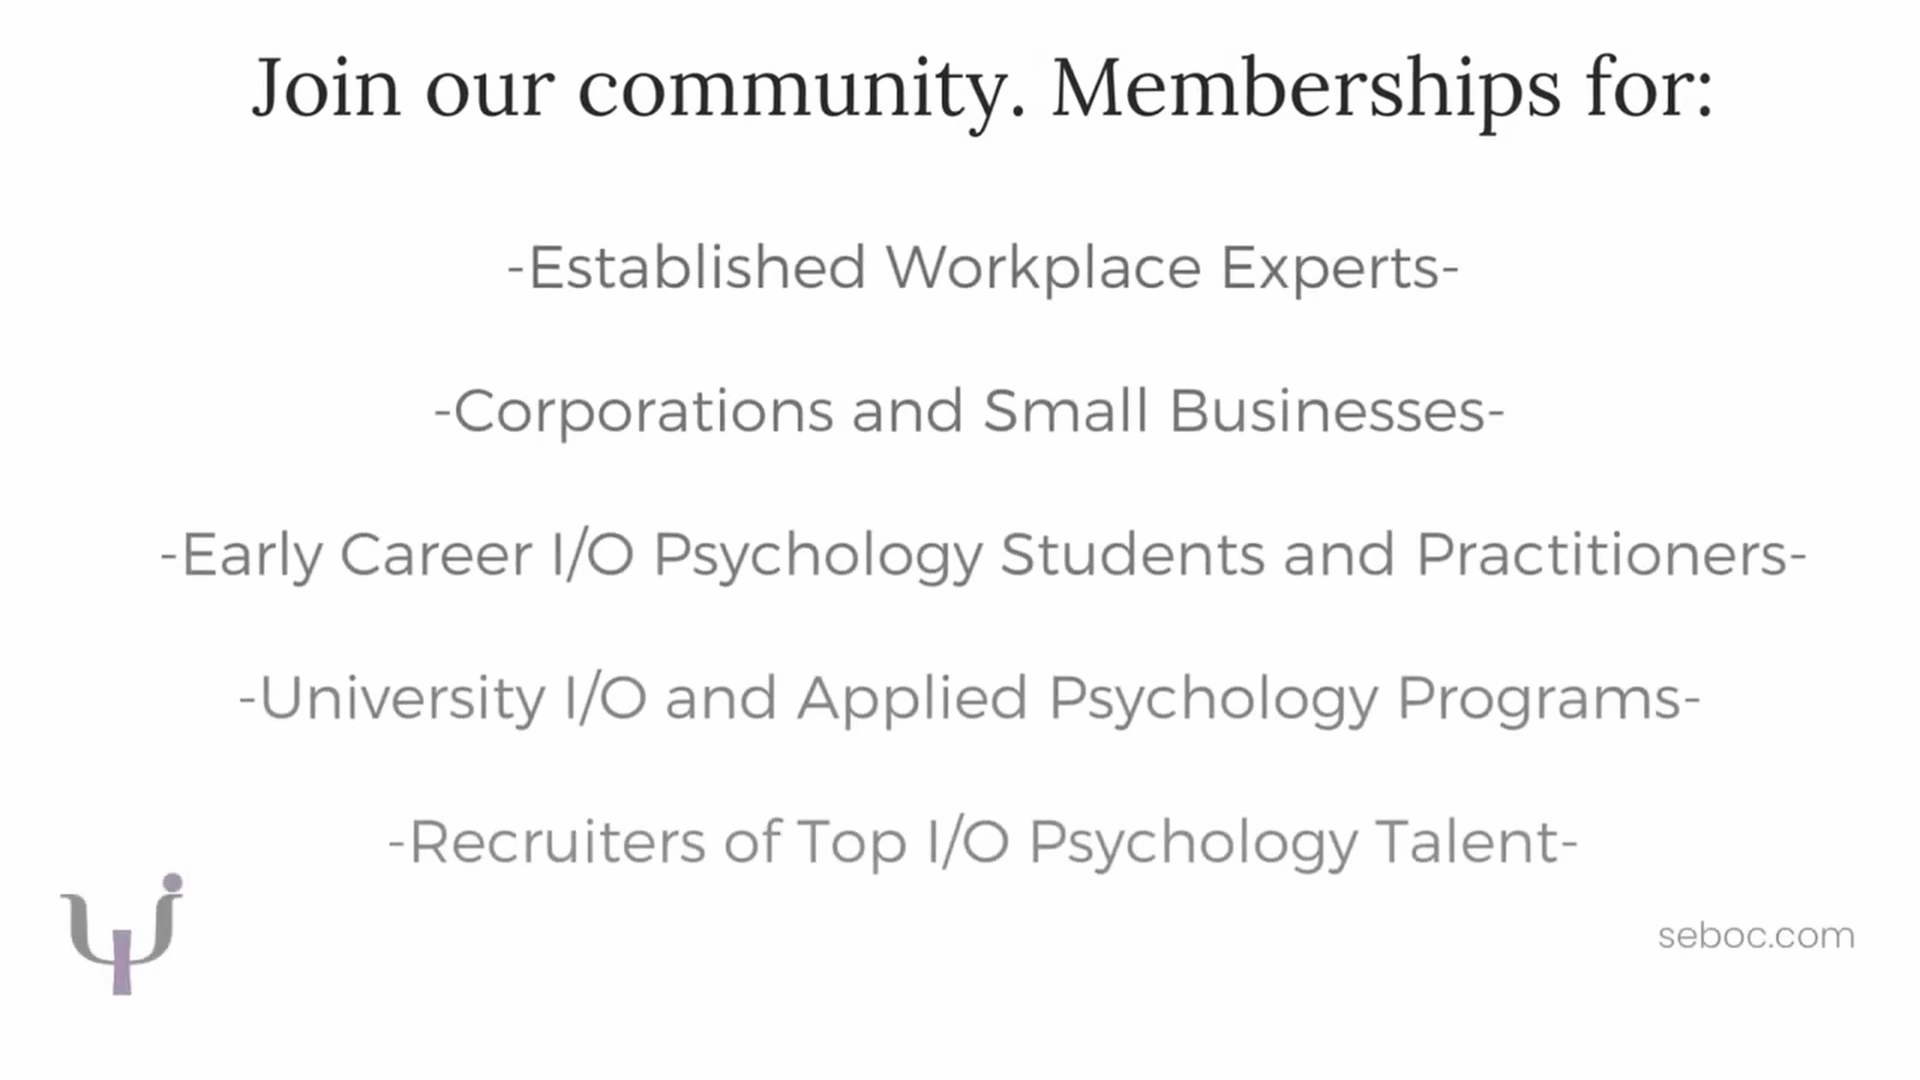 Join our community. Memberships for:
-Established Workplace Experts-
-Corporations and Small Businesses-
-Early Career I/O Psychology Students and Practitioners-
-University I/O and Applied Psychology Programs-
-Recruiters of Top I/O Psychology Talent-
seboc.com